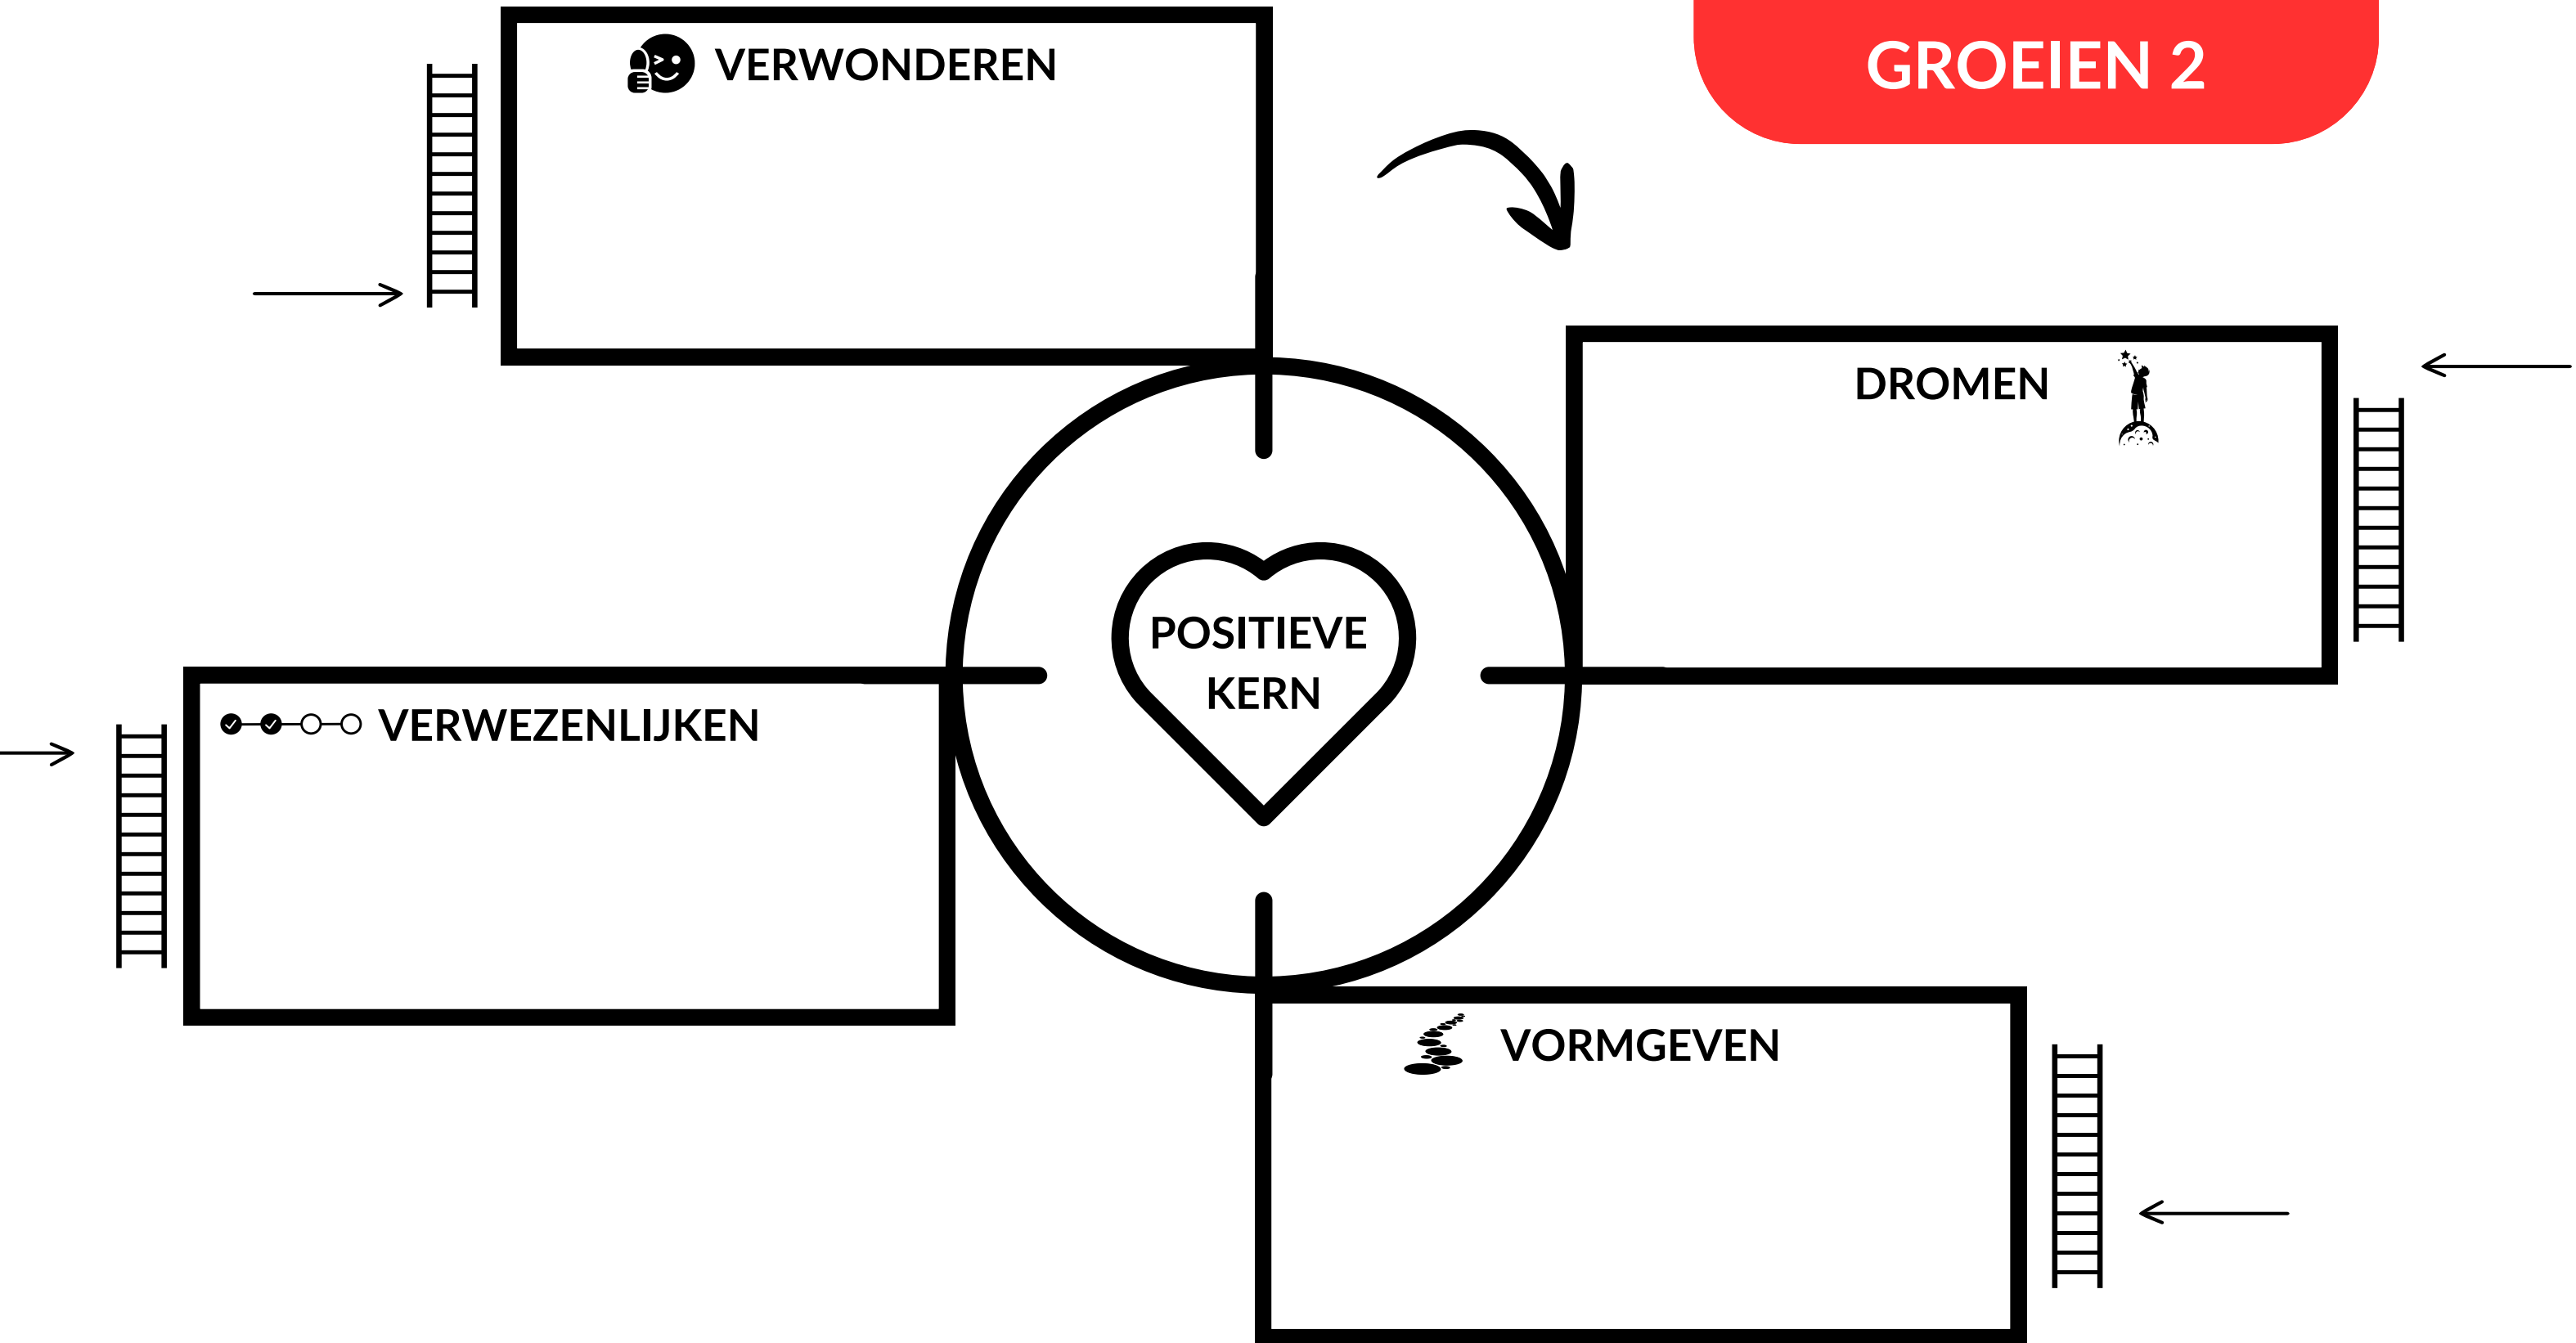 GROEIEN 2
VERWONDEREN
DROMEN
POSITIEVE
KERN
VERWEZENLIJKEN
VORMGEVEN